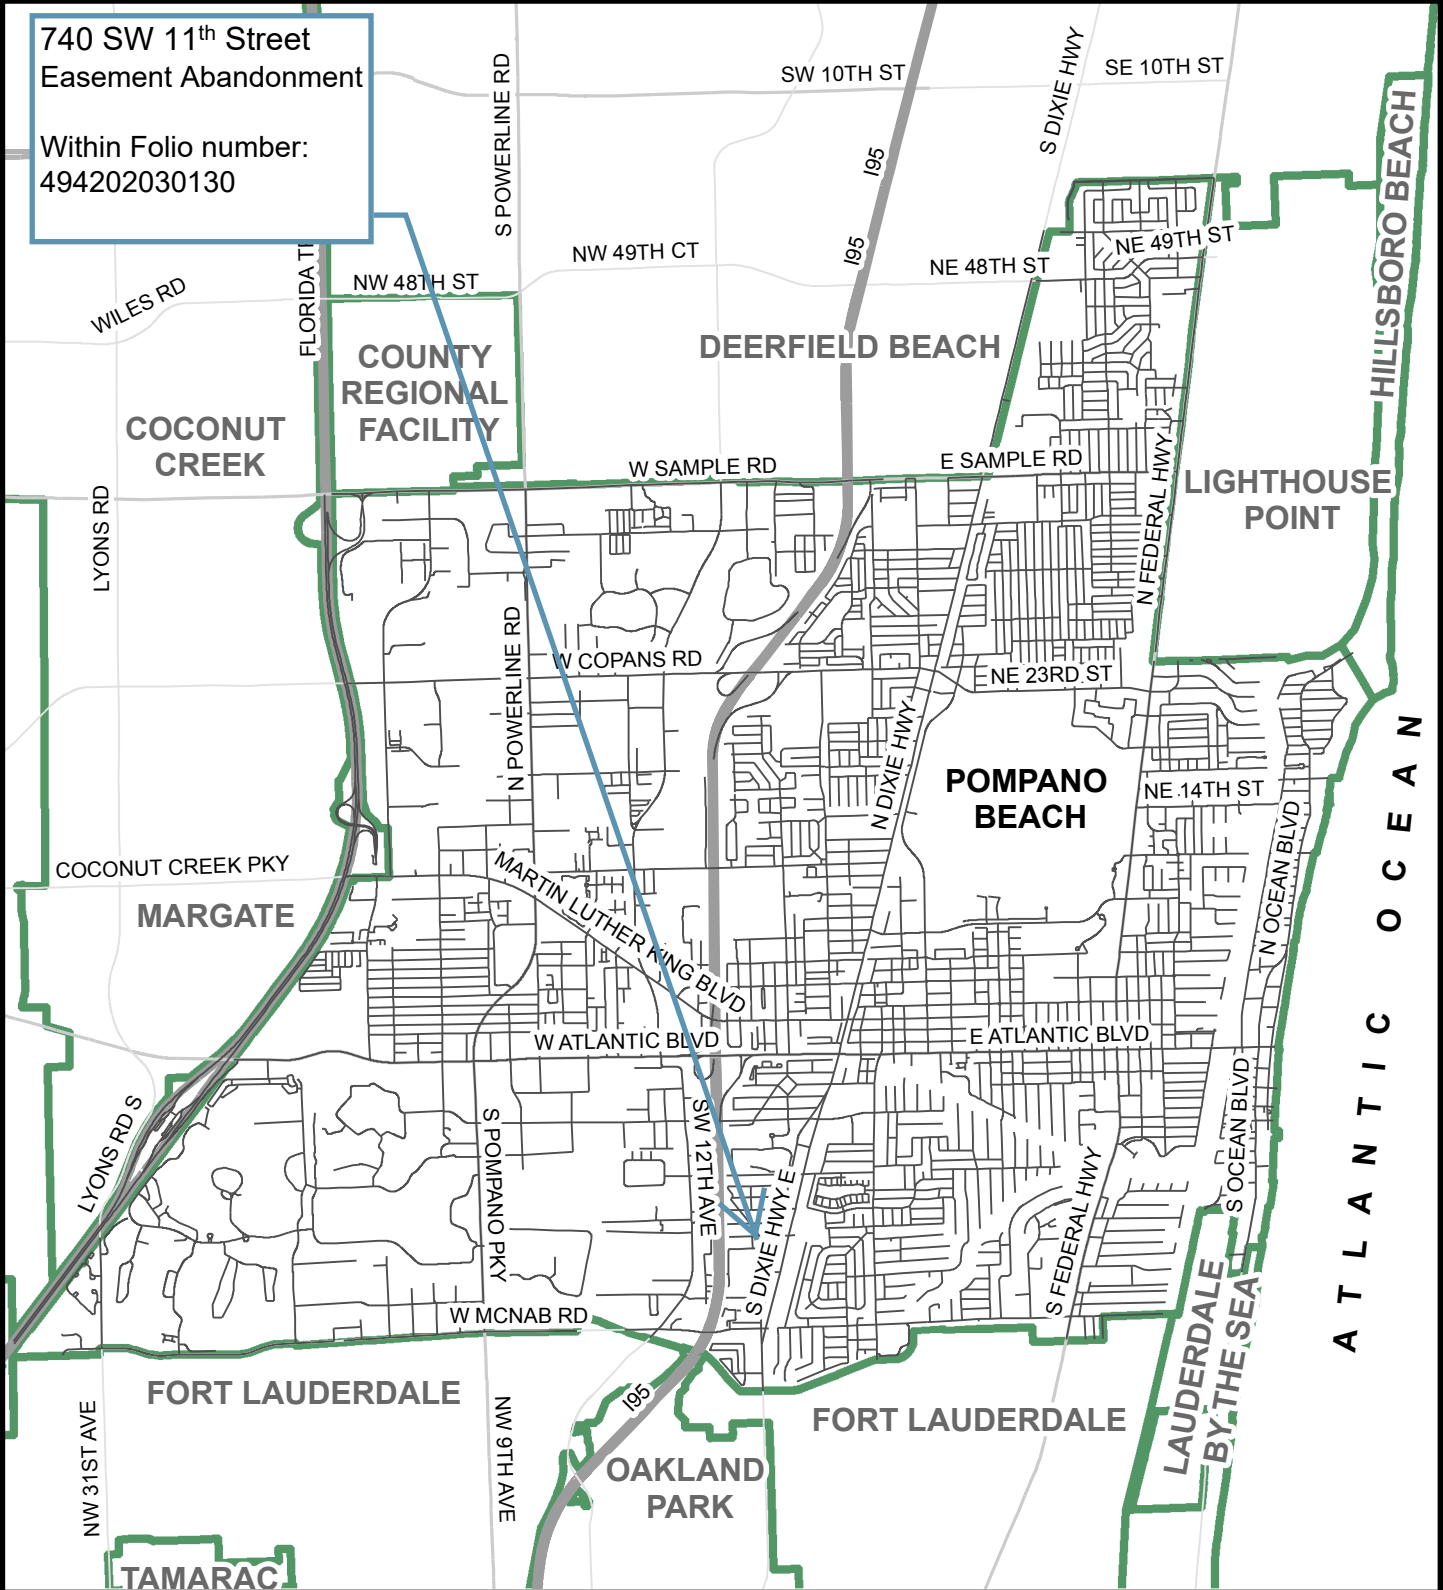 740 SW 11th Street
Easement Abandonment
Within Folio number:
494202030130
S POWERLINE RD
SW 10TH ST
SE 10TH ST
S DIXIE HWY
I95
HILLSBORO BEACH
I95
NE 49TH ST
NW 49TH CT
NE 48TH ST
NW 48TH ST
WILES RD
FLORIDA
DEERFIELD BEACH
COUNTY
REGIONAL
FACILITY
COCONUT
CREEK
W SAMPLE RD
E SAMPLE RD
LIGHTHOUSE
POINT
LYONS RD
N FEDERAL HWY
N POWERLINE RD
W COPANS RD
NE 23RD ST
N DIXIE HWY
POMPANO
BEACH
NE 14TH ST
N OCEAN BLVD
ATLANTIC OCEAN
COCONUT CREEK PKY
MARTIN LUTHER KING BLVD
MARGATE
W ATLANTIC BLVD
E ATLANTIC BLVD
LYONS RD S
S POMPANO PKY
SW 12TH AVE
S DIXIE HWY E
S FEDERAL HWY
S OCEAN BLVD
W MCNAB RD
LAUDERDALE
BY THE SEA
FORT LAUDERDALE
I95
FORT LAUDERDALE
NW 31ST AVE
NW 9TH AVE
OAKLAND
PARK
TAMARAC